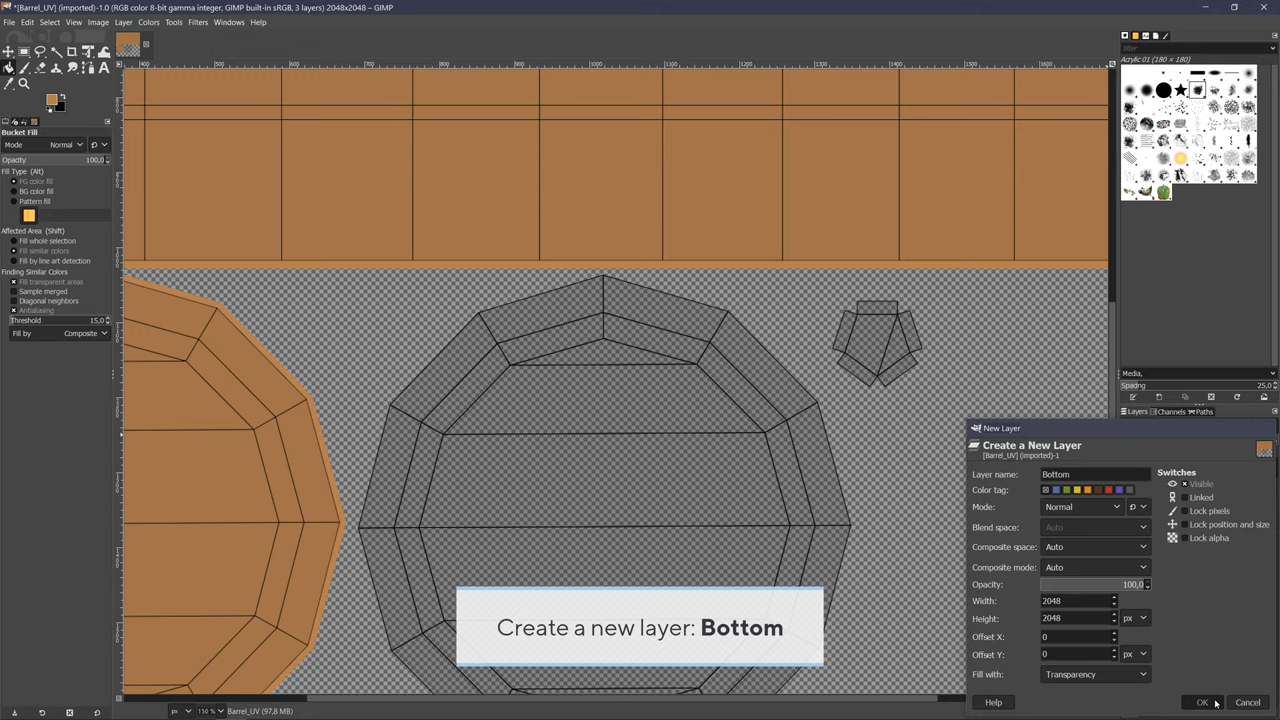 *[Barrel_UV] (imported)-1.0 (RGB color 8-bit gamma integer, GIMP built-in sRGB, 3 layers) 2048x2048 ~ GIMP
File Edit Select View Image Layer Colors Tools Filters Windows Help
Bucket Fill
Mode Normal
Opacity 100,0
Fill Type (Alt)
FG color fill
BG color fill
Pattern fill
Affected Area (Shift)
Fill whole selection
Fill similar colors
Fill by line art detection
Finding Similar Colors
Fill transparent areas
Sample merged
Diagonal neighbors
Antialiasing
Threshold 15,0
Fill by Composite
filter
Acrylic 01 (180 × 180)
Media,
Spacing 25,0
Layers Channels Paths
New Layer
Create a New Layer
[Barrel_UV] (imported)-1
Layer name: Bottom
Color tag:
Mode: Normal
Blend space: Auto
Composite space: Auto
Composite mode: Auto
Opacity: 100,0
Width: 2048
Height: 2048 px
Offset X: 0
Offset Y: 0 px
Fill with: Transparency
Switches
Visible
Linked
Lock pixels
Lock position and size
Lock alpha
Help OK Cancel
Create a new layer: Bottom
px 150 % Barrel_UV (97,8 MB)